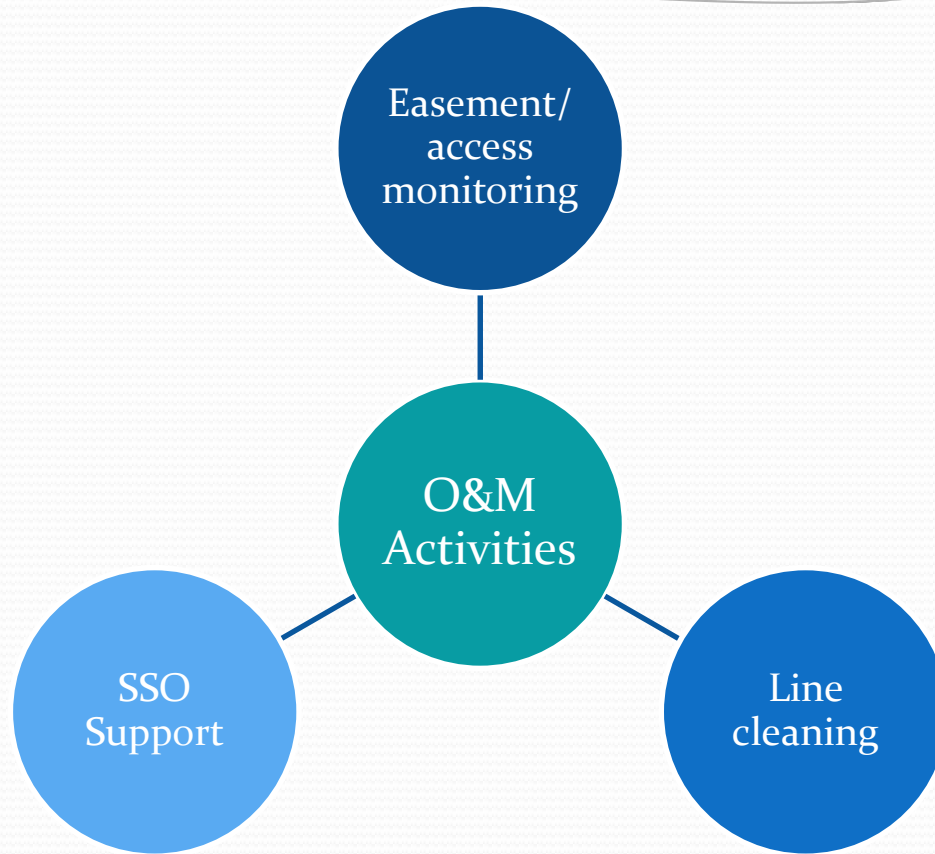 Easement/
access
monitoring
O&M
Activities
SSO
Support
Line
cleaning